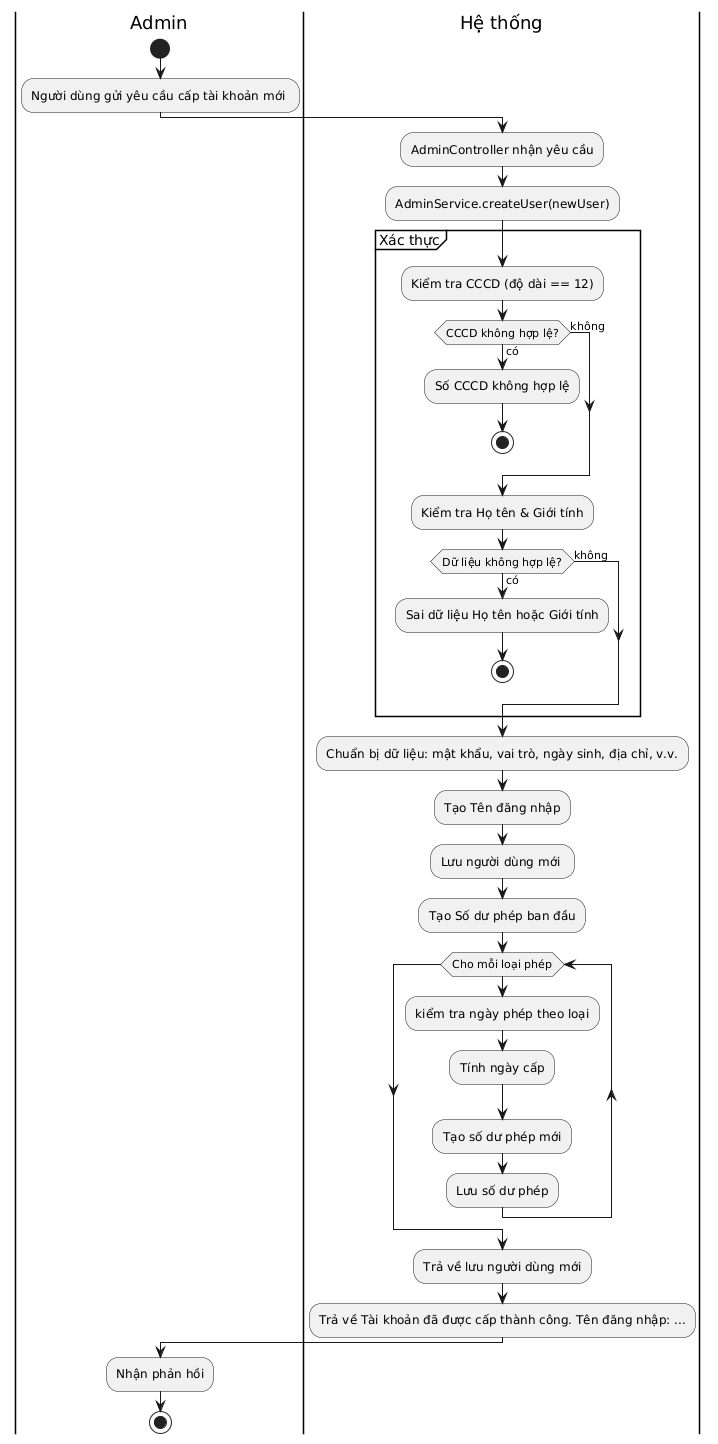 Admin
Hệ thống
Người dùng gửi yêu cầu cấp tài khoản mới
AdminController nhận yêu cầu
AdminService.createUser(newUser)
Xác thực
Kiểm tra CCCD (độ dài == 12)
CCCD không hợp lệ?
không
có
Số CCCD không hợp lệ
Kiểm tra Họ tên & Giới tính
Dữ liệu không hợp lệ?
không
có
Sai dữ liệu Họ tên hoặc Giới tính
Chuẩn bị dữ liệu: mật khẩu, vai trò, ngày sinh, địa chỉ, v.v.
Tạo Tên đăng nhập
Lưu người dùng mới
Tạo Số dư phép ban đầu
Cho mỗi loại phép
kiểm tra ngày phép theo loại
Tính ngày cấp
Tạo số dư phép mới
Lưu số dư phép
Trả về lưu người dùng mới
Trả về Tài khoản đã được cấp thành công. Tên đăng nhập: ...
Nhận phản hồi